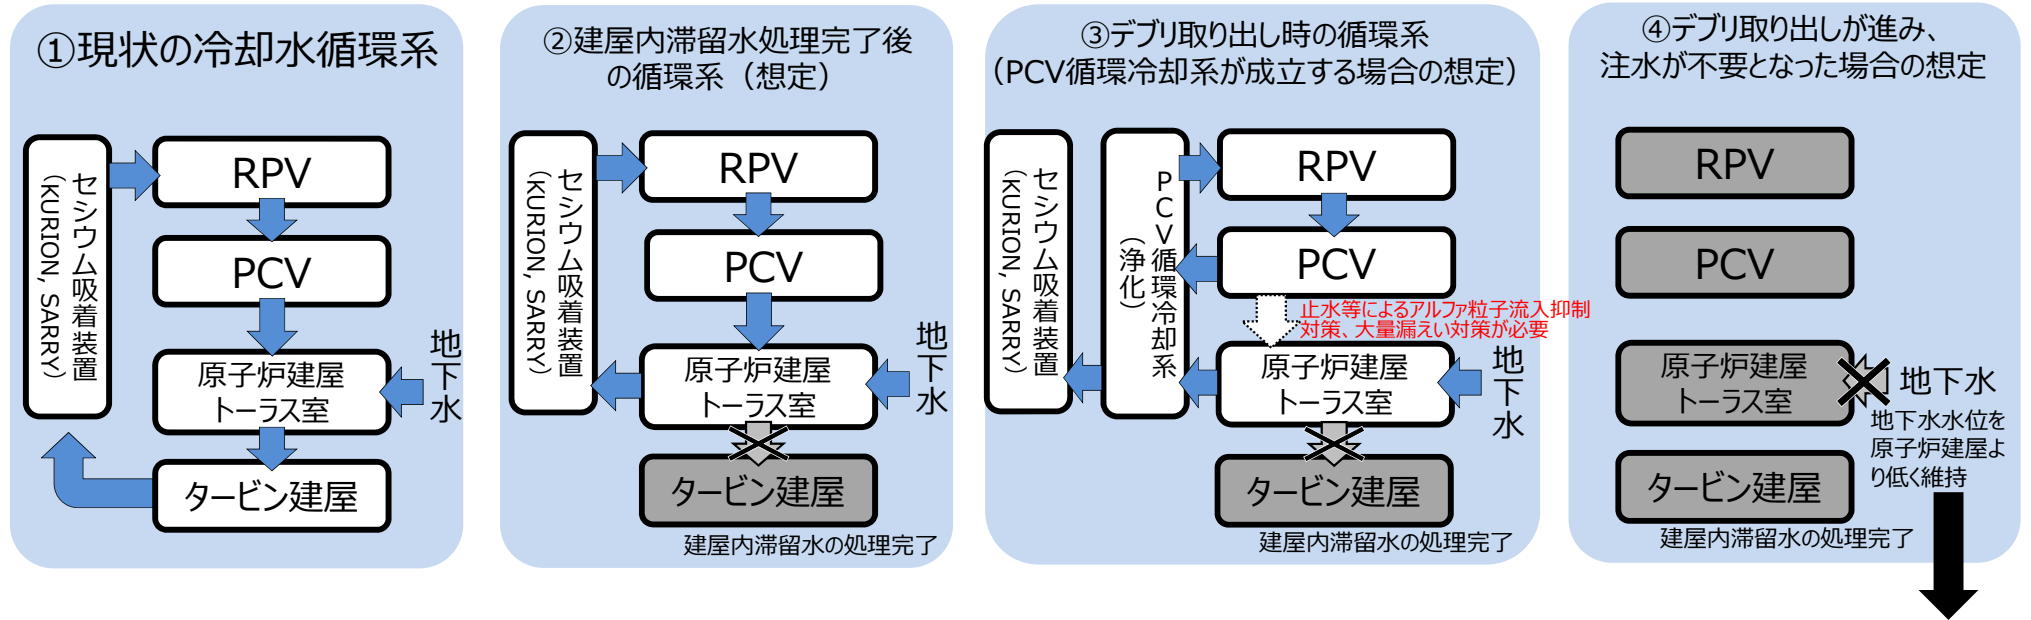 ①現状の冷却水循環系
セシウム吸着装置
（KURION, SARRY）
RPV
PCV
原子炉建屋
トーラス室
地下水
タービン建屋
②建屋内滞留水処理完了後
の循環系（想定）
セシウム吸着装置
（KURION, SARRY）
RPV
PCV
原子炉建屋
トーラス室
地下水
タービン建屋
建屋内滞留水の処理完了
③デブリ取り出し時の循環系
（PCV循環冷却系が成立する場合の想定）
セシウム吸着装置
（KURION, SARRY）
PCV循環冷却系
（浄化）
RPV
PCV
止水等によるアルファ粒子流入抑制
対策、大量漏えい対策が必要
原子炉建屋
トーラス室
地下水
タービン建屋
建屋内滞留水の処理完了
④デブリ取り出しが進み、
注水が不要となった場合の想定
RPV
PCV
原子炉建屋
トーラス室
地下水
地下水水位を
原子炉建屋よ
り低く維持
タービン建屋
建屋内滞留水の処理完了